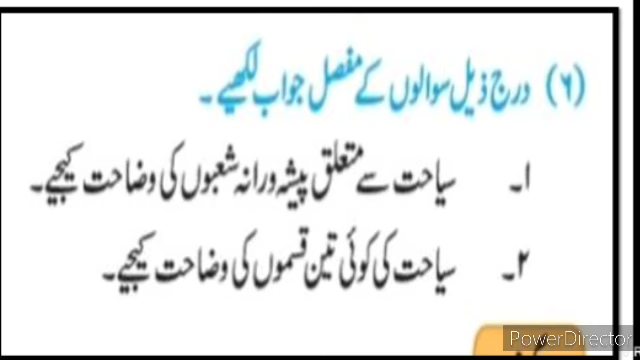 (۶) درج ذیل سوالوں کے مفصل جواب لکھیے۔
۱۔ سیاحت سے متعلق پیشہ ورانہ شعبوں کی وضاحت کیجیے۔
۲۔ سیاحت کی کوئی تین قسموں کی وضاحت کیجیے۔
PowerDirector